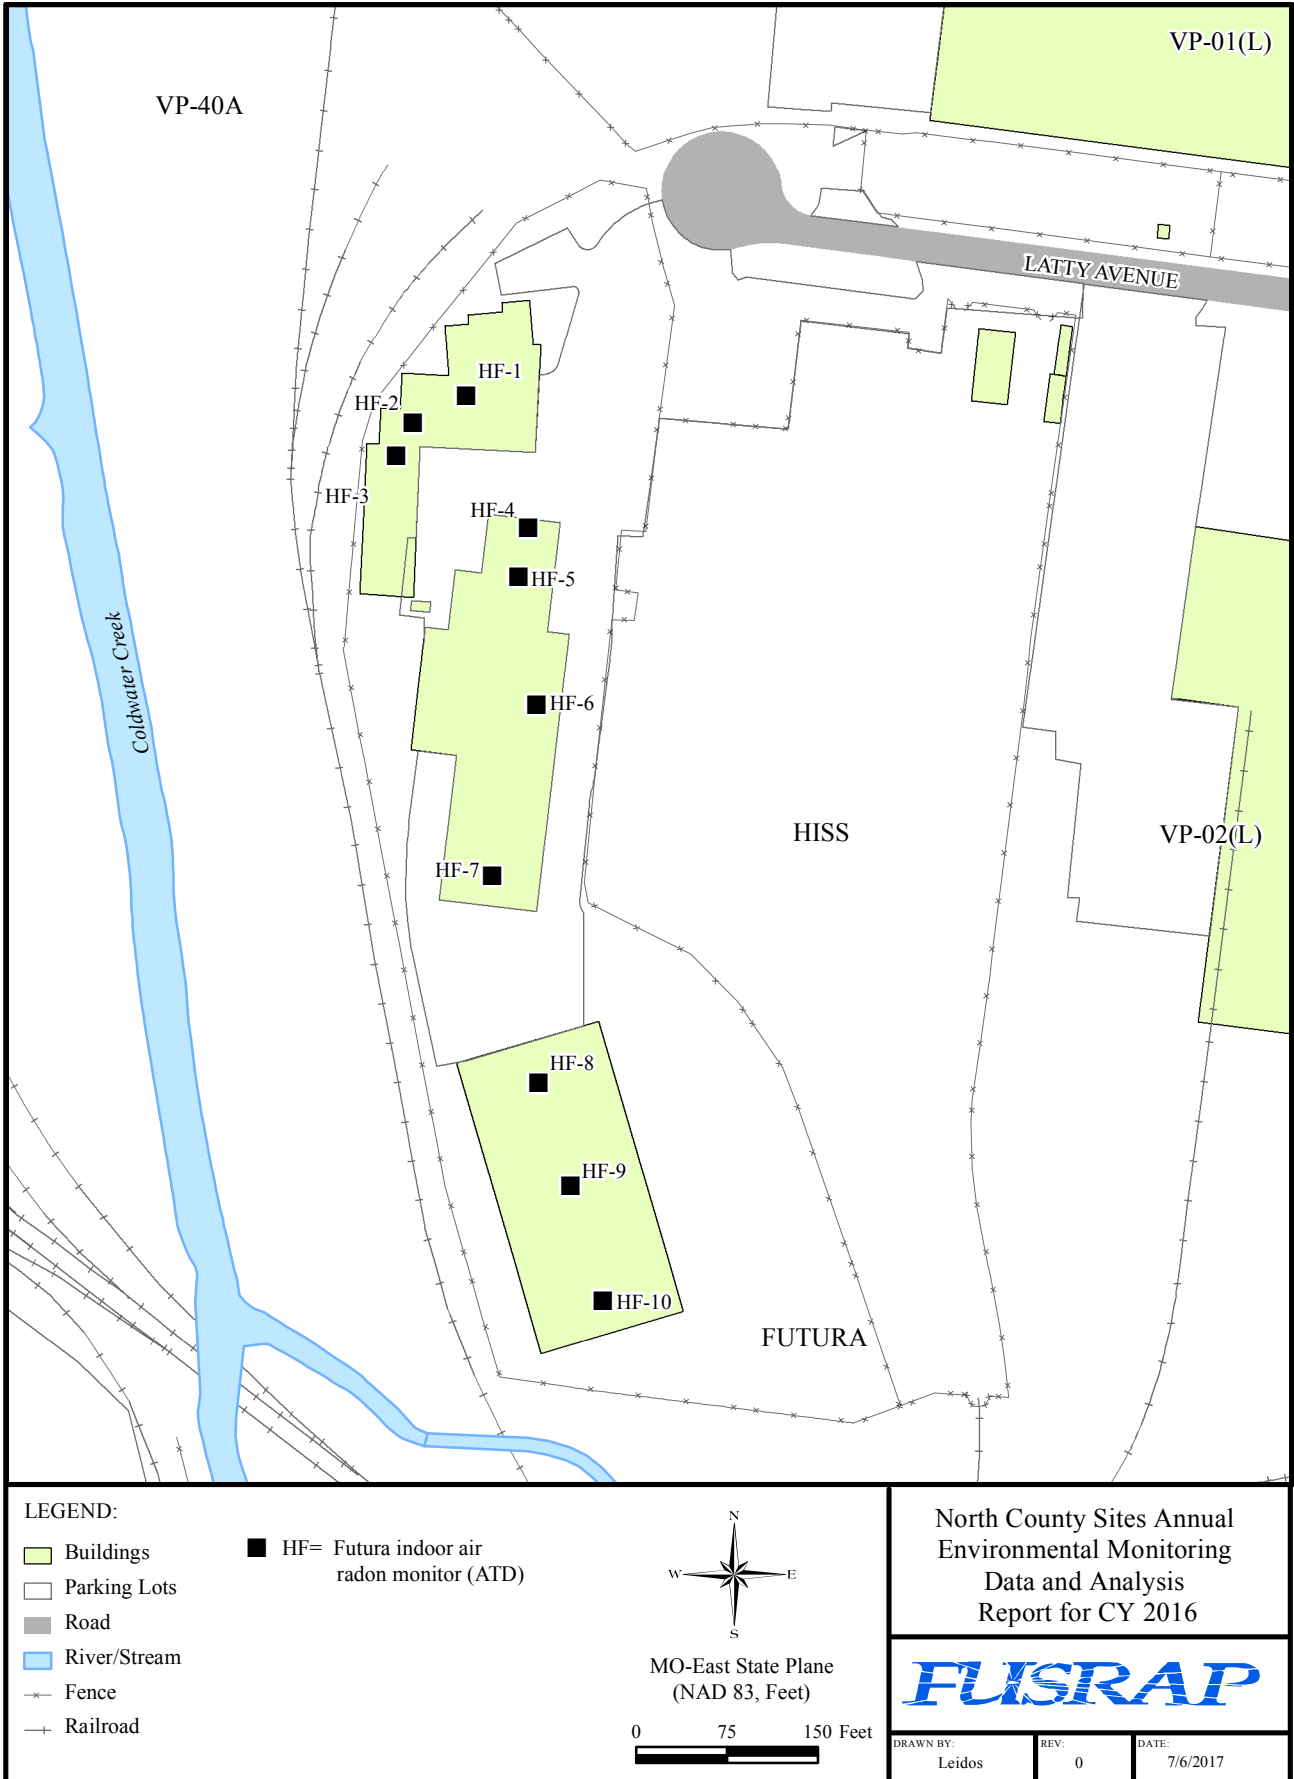 VP-01(L)
VP-40A
LATTY AVENUE
HF-1
HF-2
HF-3
HF-4
HF-5
HF-6
Coldwater Creek
HISS
VP-02(L)
HF-7
HF-8
HF-9
HF-10
FUTURA
LEGEND:
Buildings
Parking Lots
Road
River/Stream
Fence
Railroad
HF= Futura indoor air
radon monitor (ATD)
N
W E
S
MO-East State Plane
(NAD 83, Feet)
0 75 150 Feet
North County Sites Annual
Environmental Monitoring
Data and Analysis
Report for CY 2016
FUSRAP
DRAWN BY:
Leidos
REV:
0
DATE:
7/6/2017